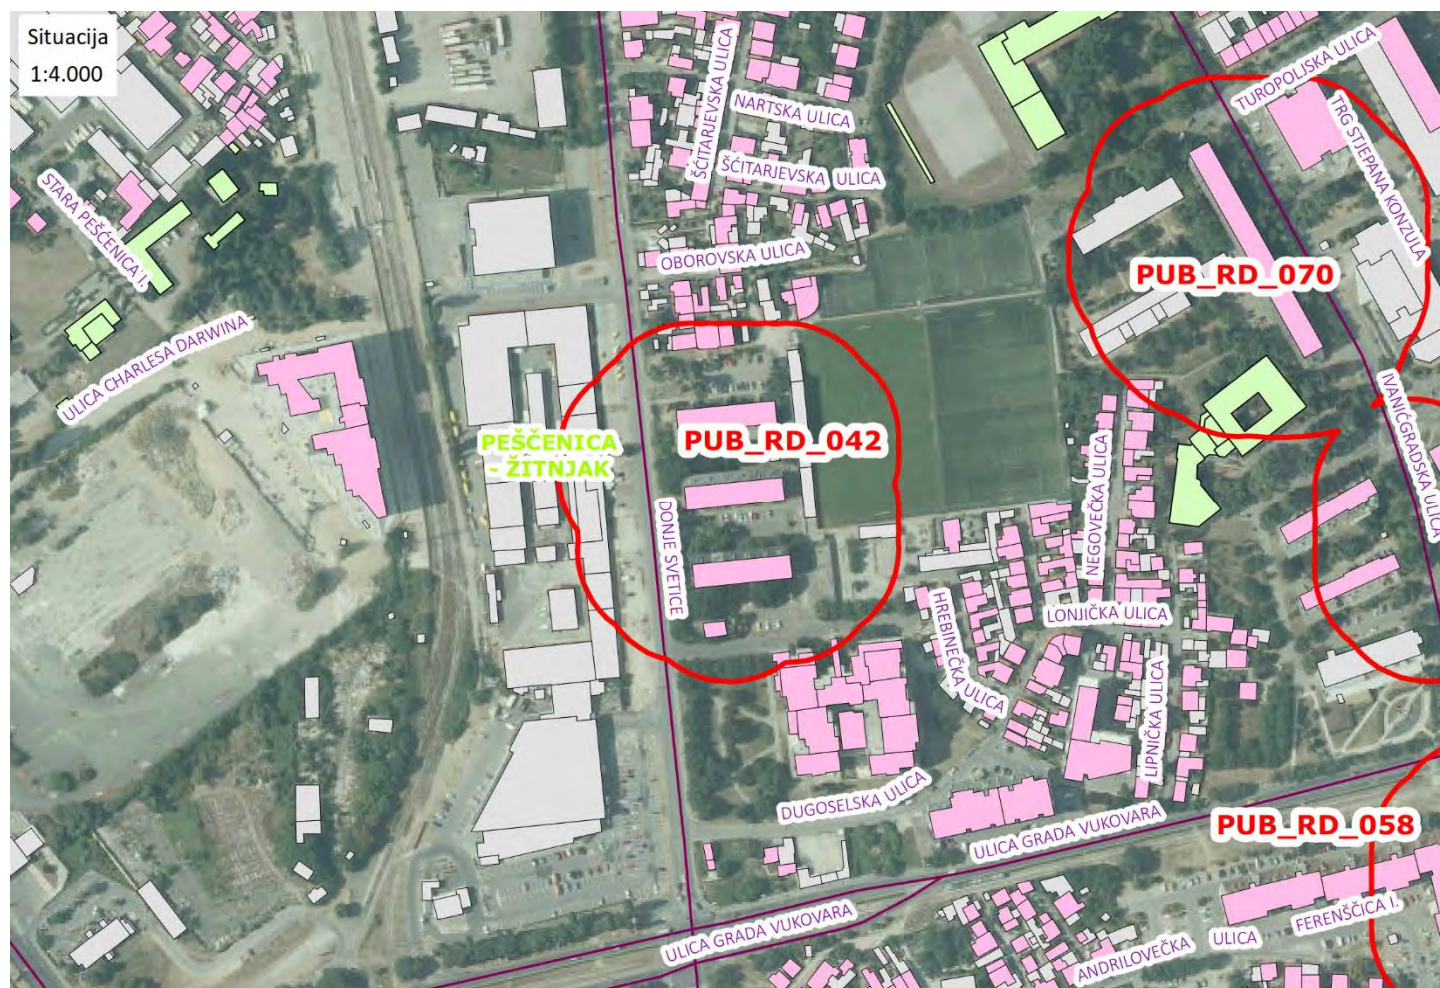 Situacija
1:4.000
TUROPOLJSKA ULICA
ŠĆITARJEVSKA ULICA
NARTSKA ULICA
TRG STJEPANA KONZULA
ŠĆITARJEVSKA ULICA
STARA PEŠĆENICA I.
OBOROVSKA ULICA
PUB_RD_070
ULICA CHARLESA DARWINA
IVANIĆGRADSKA ULICA
PEŠČENICA
- ŽITNJAK
PUB_RD_042
NEGOVEČKA ULICA
DONJE SVETICE
HREBINEČKA ULICA
LONJIČKA ULICA
LIPNIČKA ULICA
DUGOSELSKA ULICA
ULICA GRADA VUKOVARA
PUB_RD_058
ULICA GRADA VUKOVARA
FERENŠČICA I.
ANDRILOVEČKA ULICA